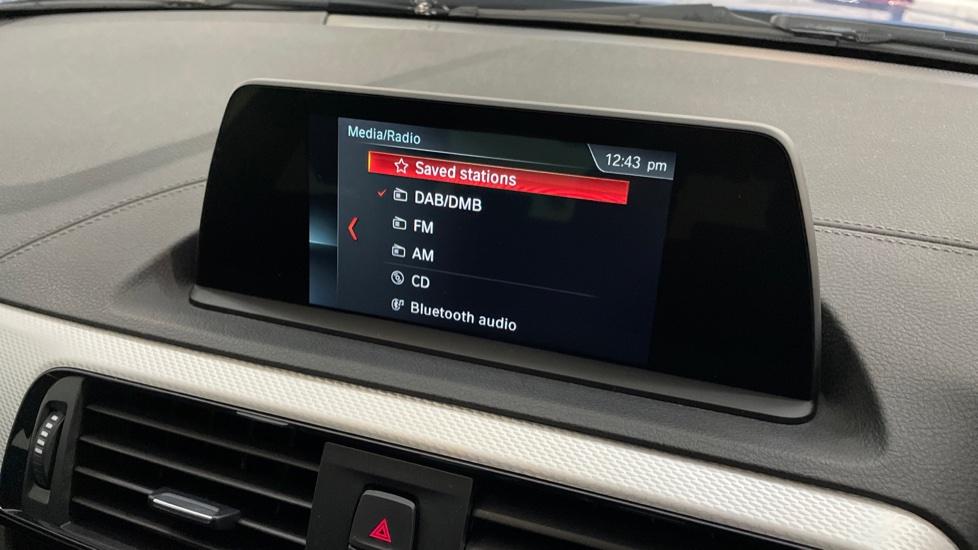 Media/Radio
12:43 pm
Saved stations
DAB/DMB
FM
AM
CD
Bluetooth audio